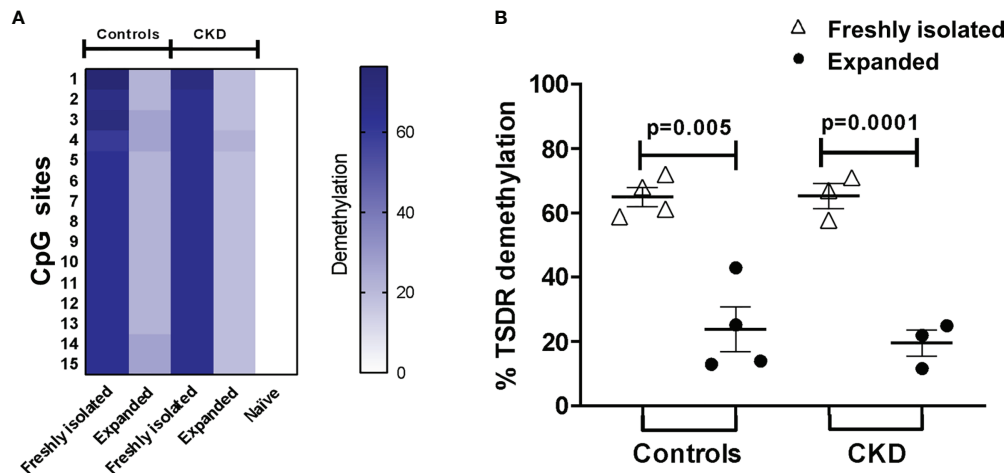 A
Controls CKD
CpG sites
1
2
3
4
5
6
7
8
9
10
11
12
13
14
15
Freshly isolated
Expanded
Freshly isolated
Expanded
Naïve
Demethylation
60
40
20
0
B
Freshly isolated
Expanded
% TSDR demethylation
100
80
60
40
20
0
p=0.005
p=0.0001
Controls
CKD